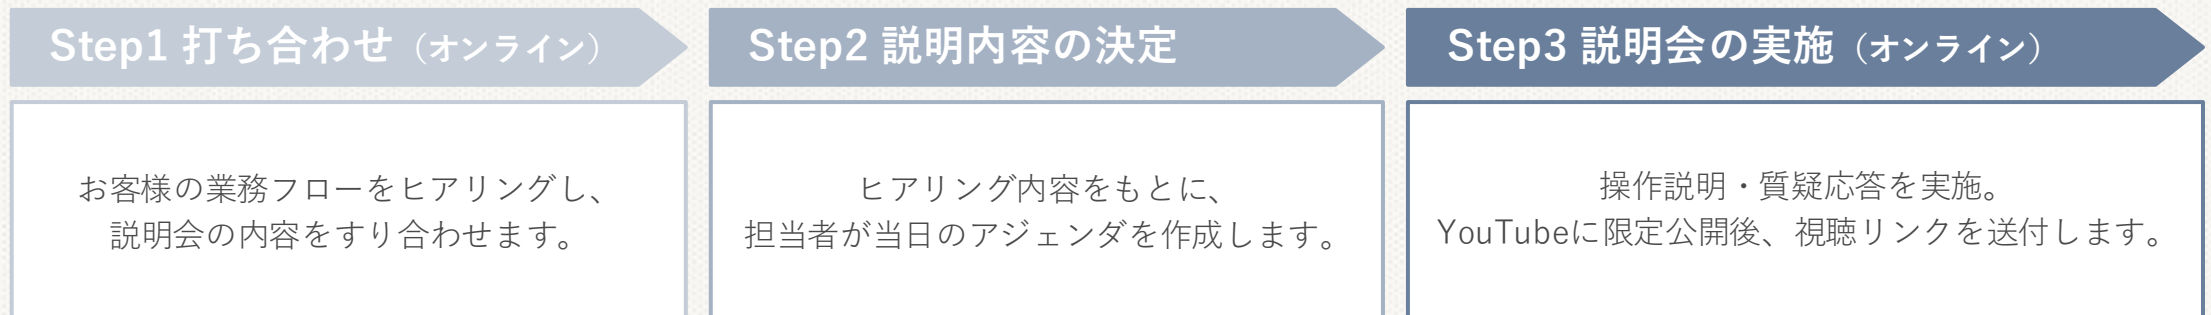 Step1 打ち合わせ（オンライン）
お客様の業務フローをヒアリングし、
説明会の内容をすり合わせます。
Step2 説明内容の決定
ヒアリング内容をもとに、
担当者が当日のアジェンダを作成します。
Step3 説明会の実施（オンライン）
操作説明・質疑応答を実施。
YouTubeに限定公開後、視聴リンクを送付します。